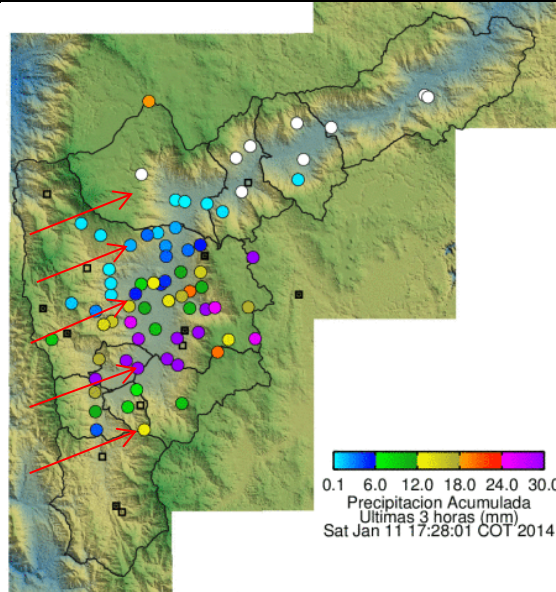 0.1 6.0 12.0 18.0 24.0 30.0
Precipitacion Acumulada
Ultimas 3 horas (mm)
Sat Jan 11 17:28:01 COT 2014